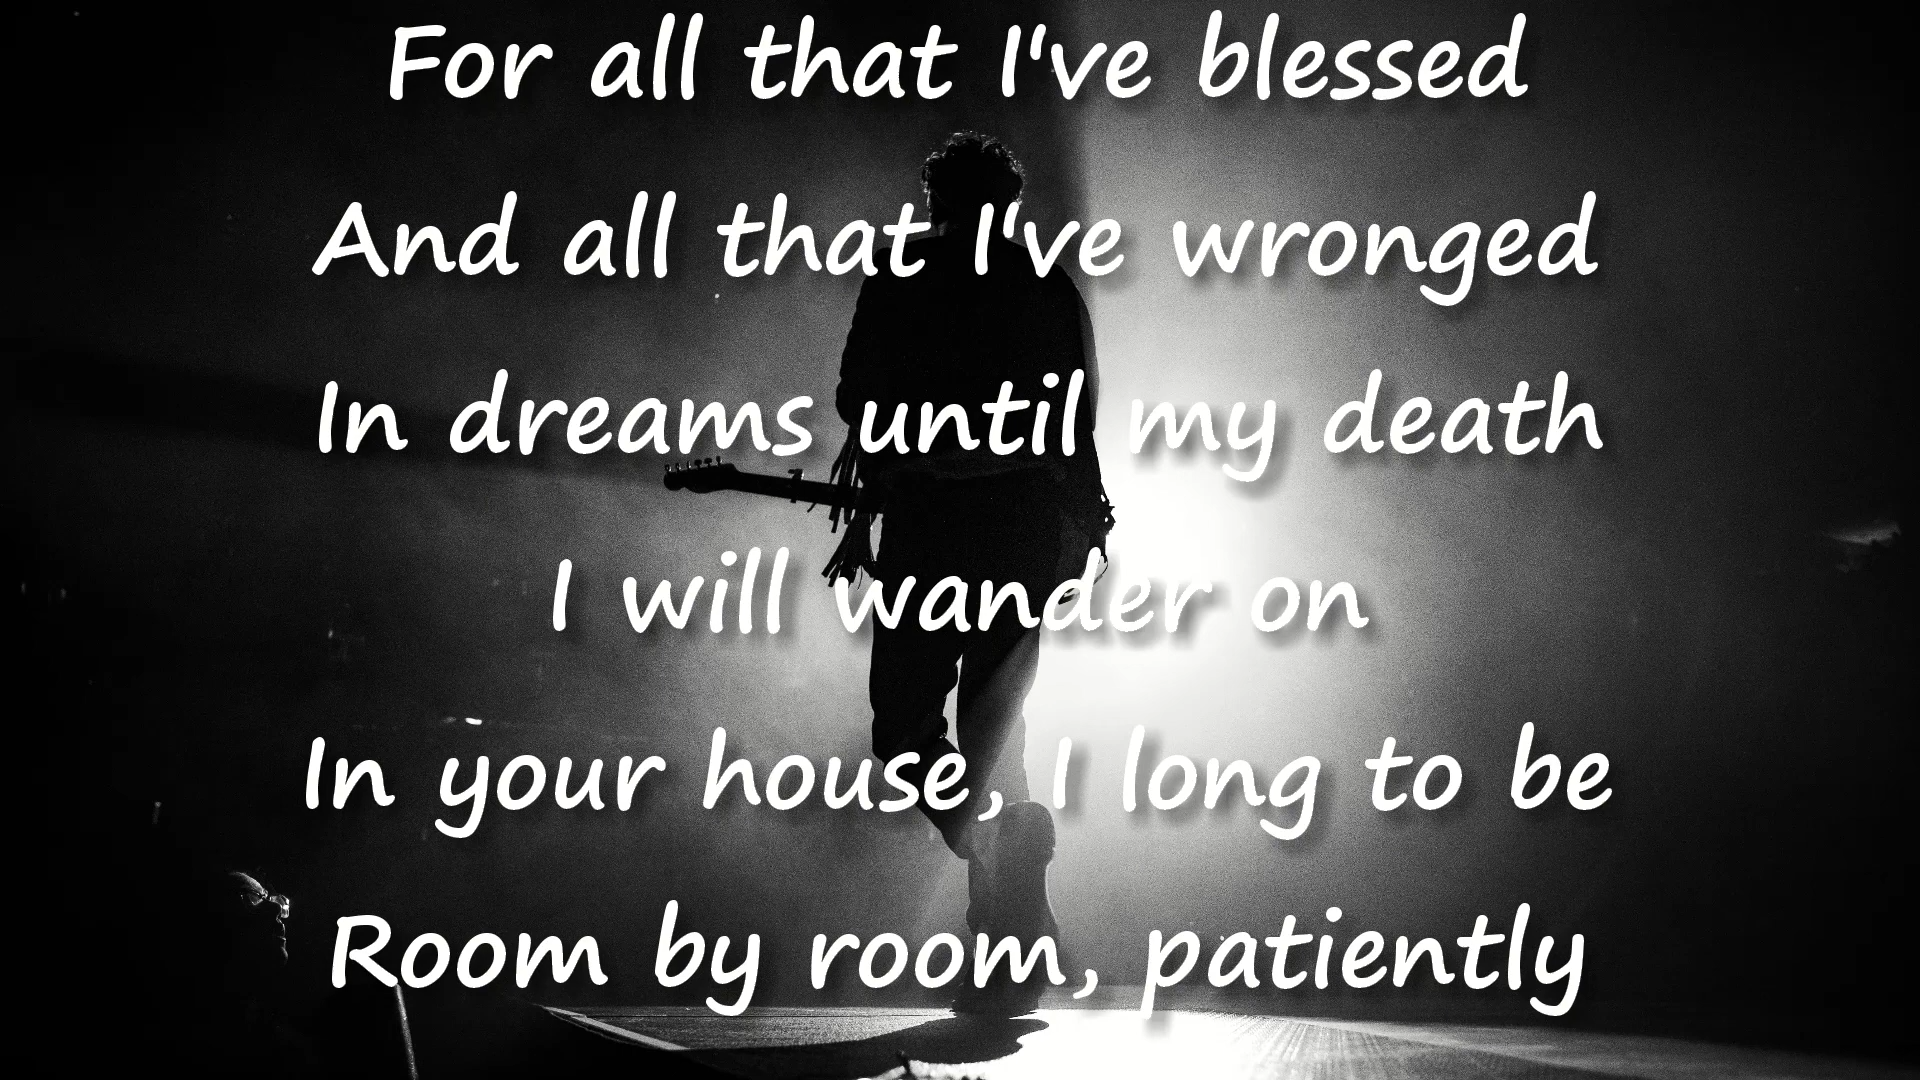 For all that I've blessed
And all that I've wronged
In dreams until my death
I will wander on
In your house, I long to be
Room by room, patiently